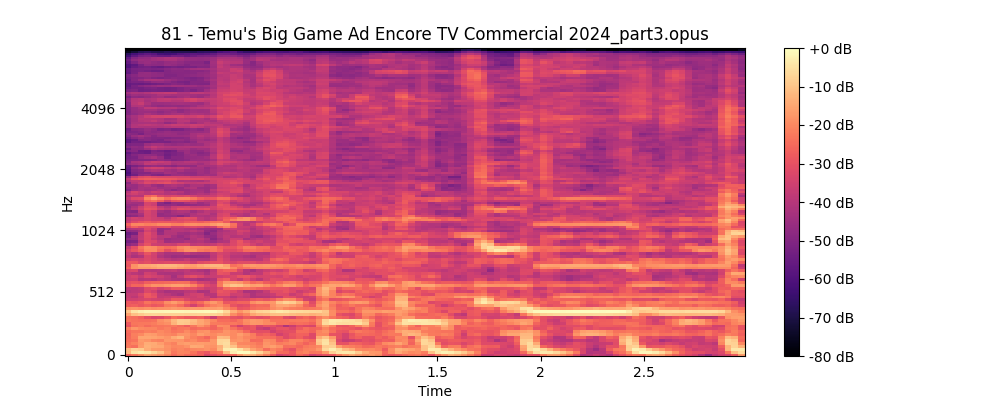 81 - Temu's Big Game Ad Encore TV Commercial 2024_part3.opus
Hz
4096
2048
1024
512
0
0
0.5
1
1.5
2
2.5
Time
+0 dB
-10 dB
-20 dB
-30 dB
-40 dB
-50 dB
-60 dB
-70 dB
-80 dB